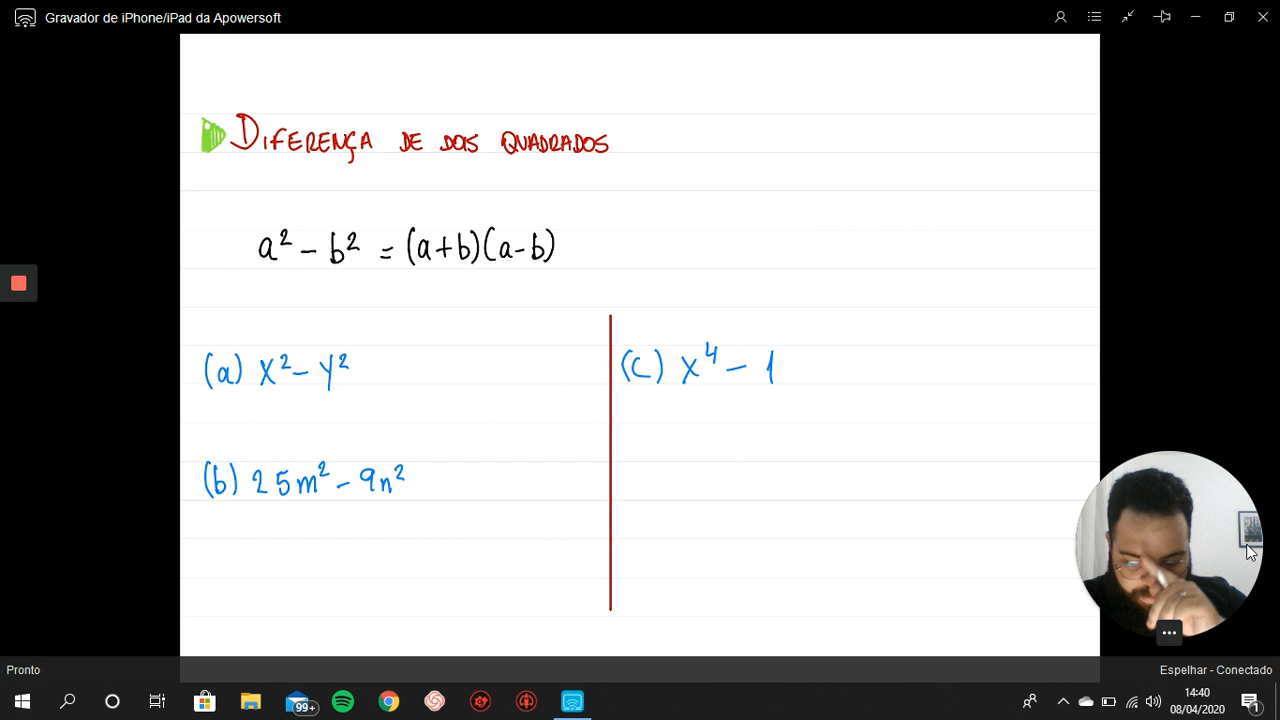 Gravador de iPhone/iPad da Apowersoft
DIFERENÇA DE DOIS QUADRADOS
a² - b² = (a+b)(a-b)
(a) x² - y²
(c) x⁴ - 1
(b) 25m² - 9n²
Pronto
Espelhar - Conectado
99+
14:40
08/04/2020
1